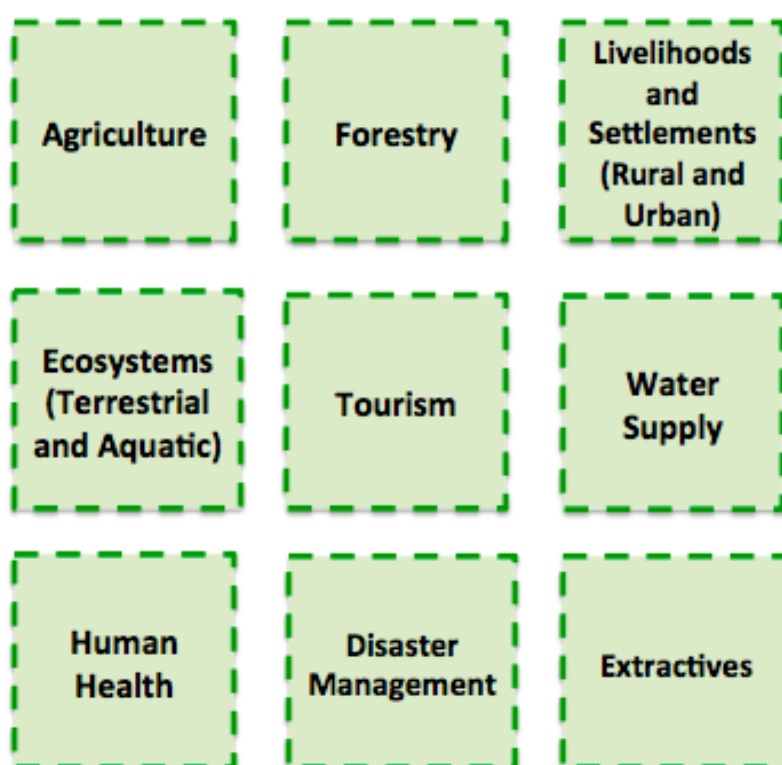 Agriculture
Forestry
Livelihoods
and
Settlements
(Rural and
Urban)
Ecosystems
(Terrestrial
and Aquatic)
Tourism
Water
Supply
Human
Health
Disaster
Management
Extractives